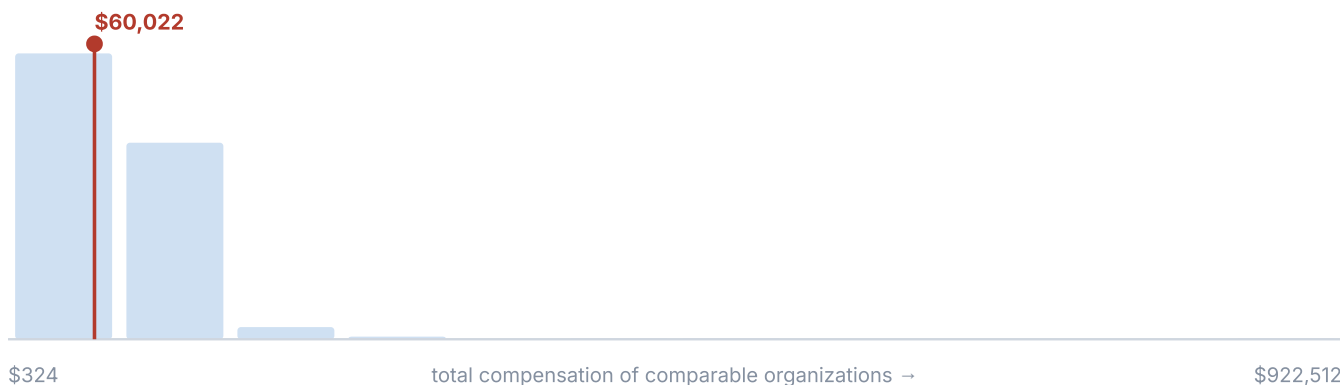 $60,022
$324 total compensation of comparable organizations → $922,512